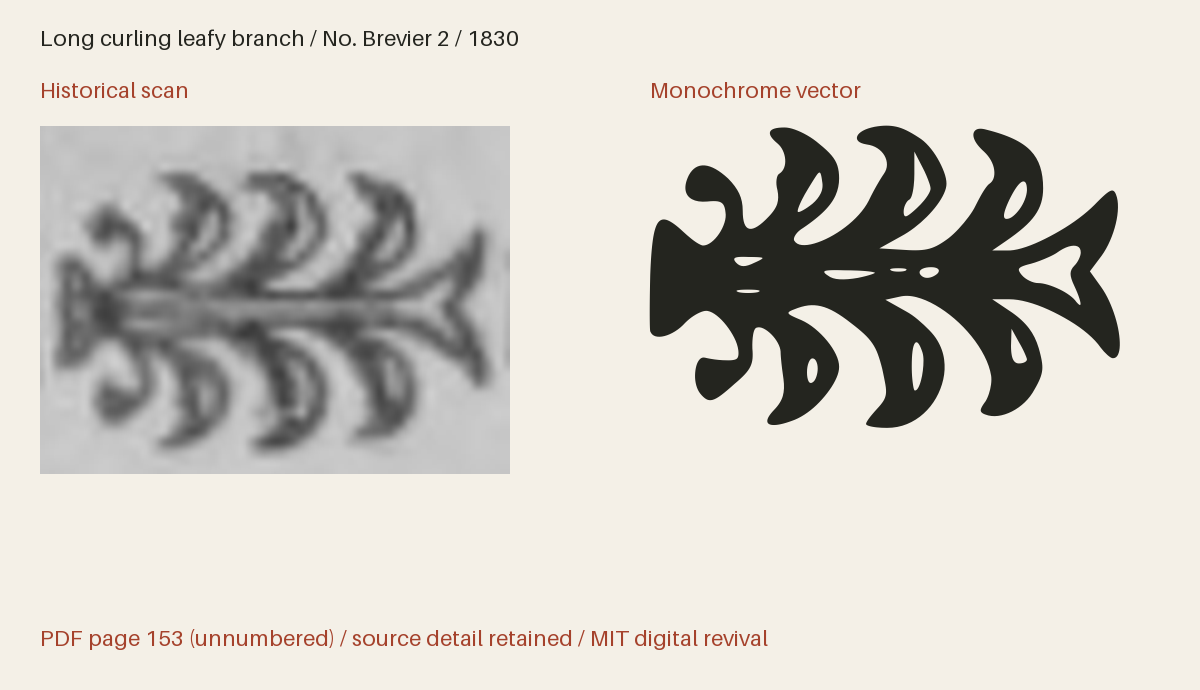 Long curling leafy branch / No. Brevier 2 / 1830
Historical scan
Monochrome vector
PDF page 153 (unnumbered) / source detail retained / MIT digital revival